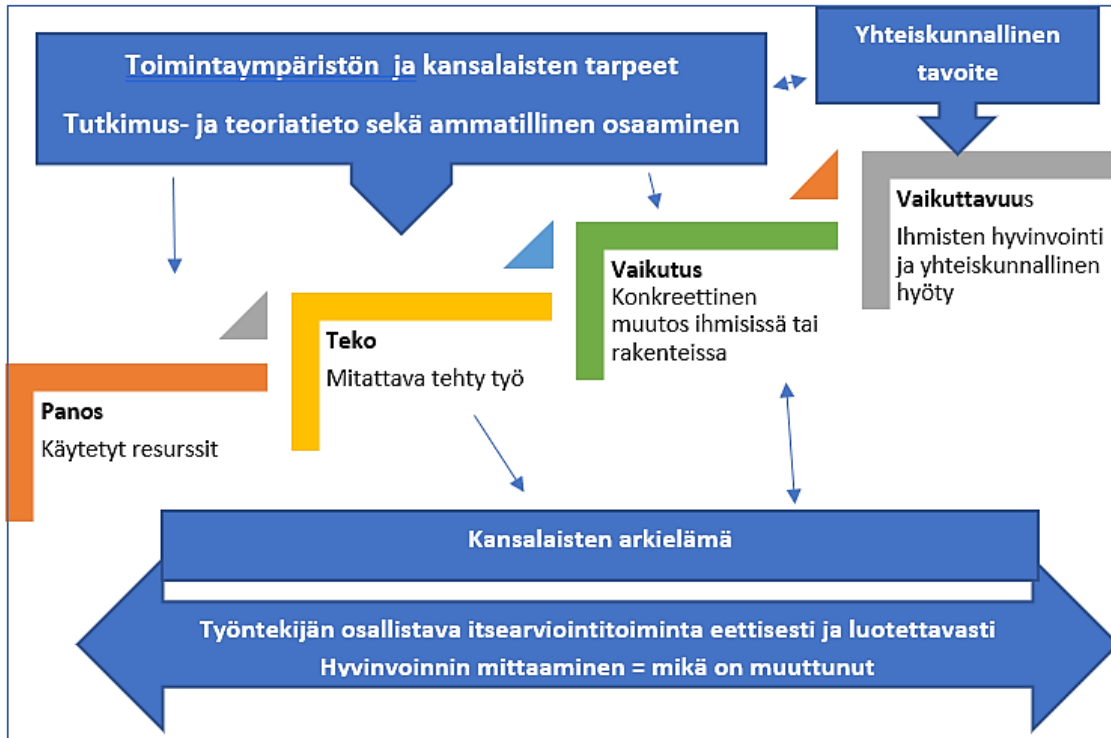 Toimintaympäristön ja kansalaisten tarpeet
Tutkimus- ja teoriatieto sekä ammatillinen osaaminen
Yhteiskunnallinen
tavoite
Vaikuttavuus
Ihmisten hyvinvointi
ja yhteiskunnallinen
hyöty
Vaikutus
Konkreettinen
muutos ihmisissä tai
rakenteissa
Teko
Mitattava tehty työ
Panos
Käytetyt resurssit
Kansalaisten arkielämä
Työntekijän osallistava itsearviointitoiminta eettisesti ja luotettavasti
Hyvinvoinnin mittaaminen = mikä on muuttunut